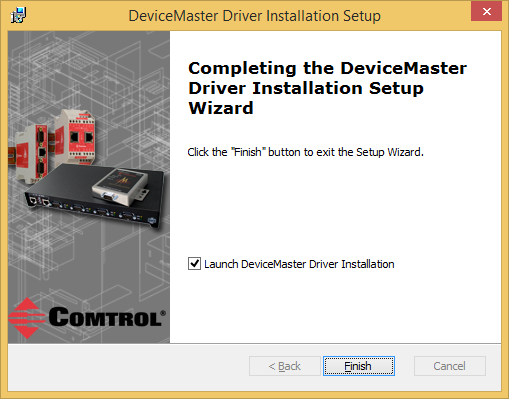 DeviceMaster Driver Installation Setup
Completing the DeviceMaster
Driver Installation Setup
Wizard
Click the "Finish" button to exit the Setup Wizard.
Launch DeviceMaster Driver Installation
COMTROL®
< Back
Finish
Cancel